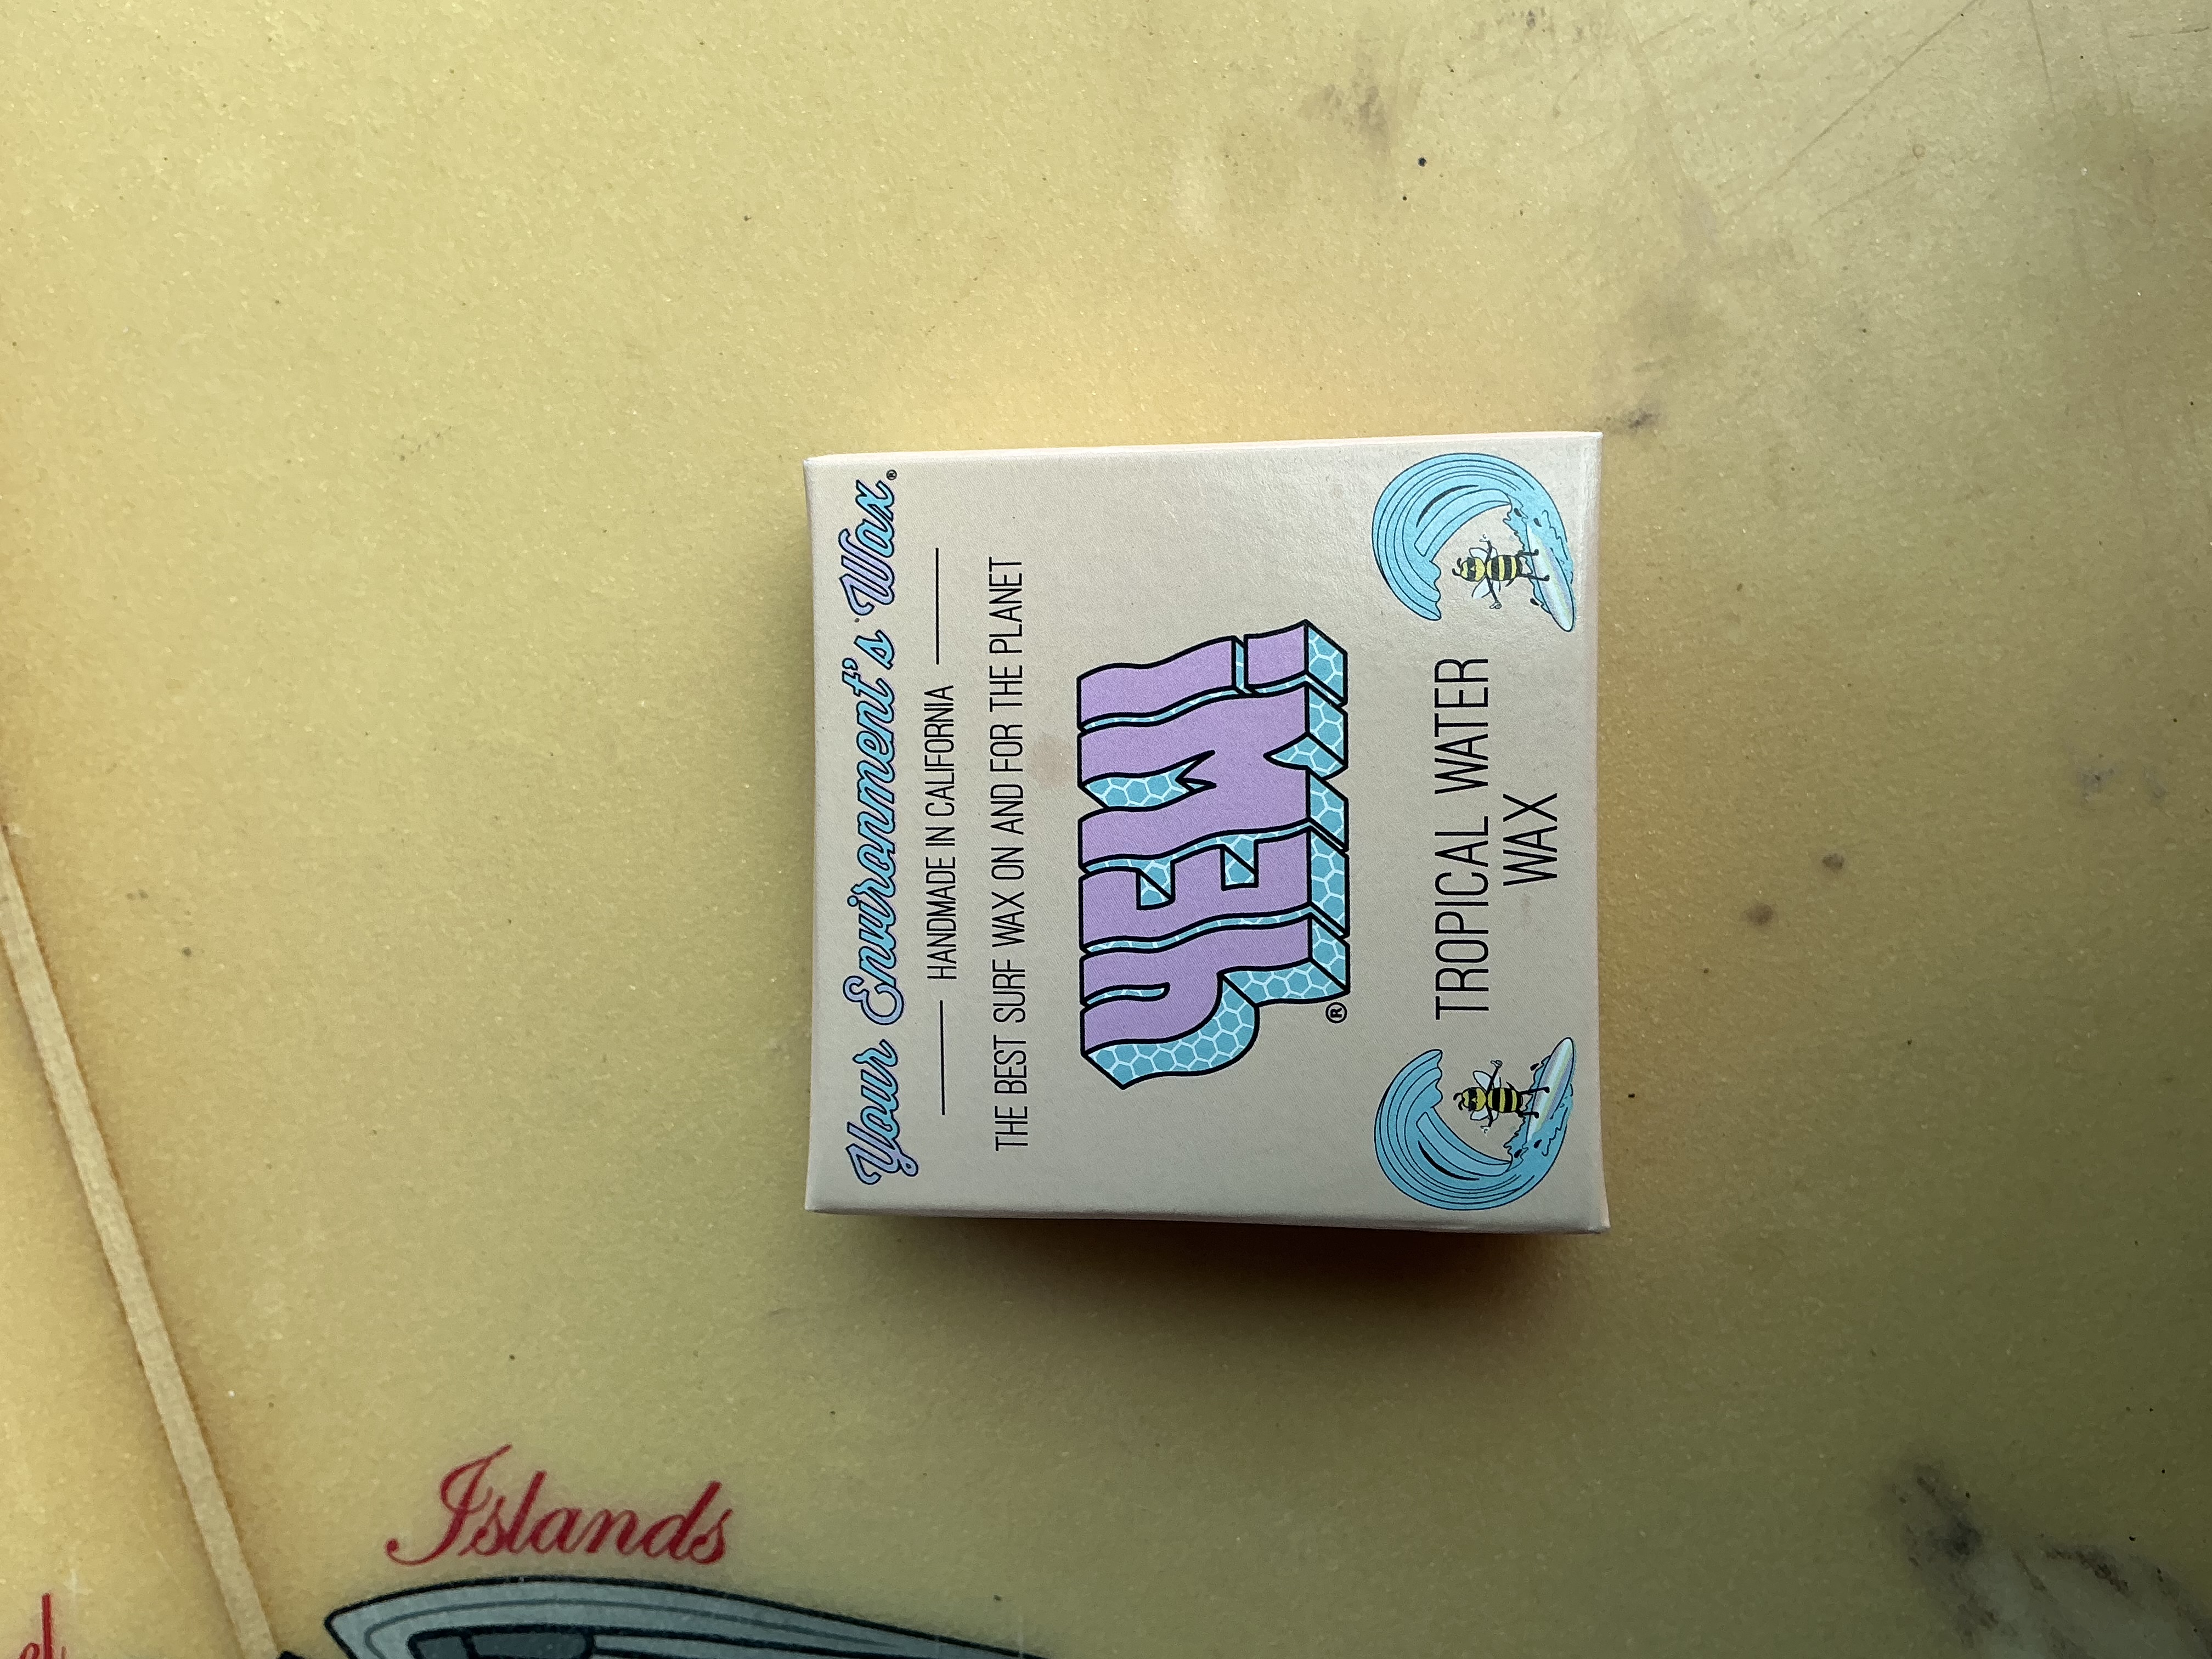 Your Environment's Wax®
HANDMADE IN CALIFORNIA
THE BEST SURF WAX ON AND FOR THE PLANET
YEW!®
TROPICAL WATER
WAX
Islands